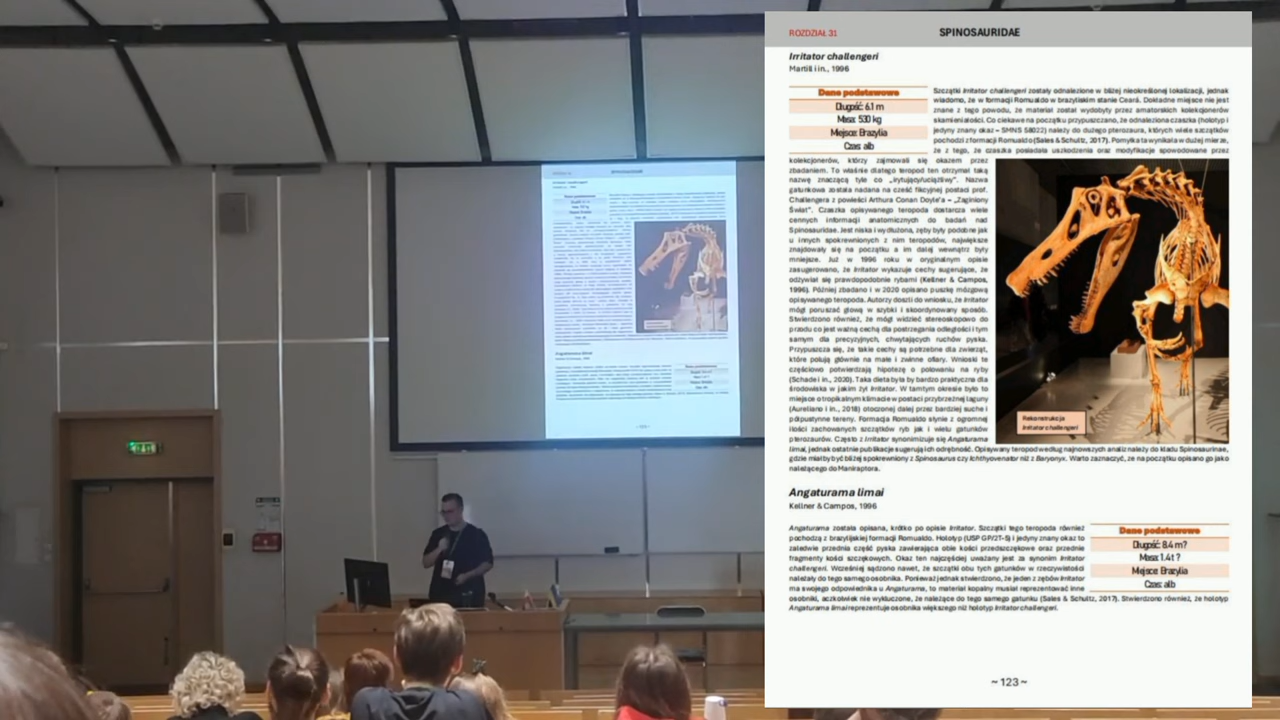 ROZDZIAŁ 31
SPINOSAURIDAE
Irritator challengeri
Martill i in., 1996
Dane podstawowe
Długość: 6.1 m
Masa: 530 kg
Miejsce: Brazylia
Czas: alb
Szczątki Irritator challengeri zostały odnalezione w bliżej nieokreślonej lokalizacji, jednak
wiadomo, że w formacji Romualdo w brazylijskim stanie Ceará. Dokładne miejsce nie jest
znane z tego powodu, że materiał został wydobyty przez amatorskich kolekcjonerów
skamieniałości. Co ciekawe na początku przypuszczano, że odnaleziona czaszka (holotyp i
jedyny znany okaz – SMNS 58022) należy do dużego pterozaura, których wiele szczątków
pochodzi z formacji Romualdo (Sales & Schultz, 2017). Pomyłka ta wynikała w dużej mierze,
że z tego, że czaszka posiadała uszkodzenia oraz modyfikacje spowodowane przez
kolekcjonerów, którzy zajmowali się okazem przez
zbadaniem. To właśnie dlatego teropod ten otrzymał taką
nazwę znaczącą tyle co „irytujący/uciążliwy”. Nazwa
gatunkowa została nadana na cześć fikcyjnej postaci prof.
Challengera z powieści Arthura Conan Doyle'a – „Zaginiony
Świat”. Czaszka opisywanego teropoda dostarcza wiele
cennych informacji anatomicznych do badań nad
Spinosauridae. Jest niska i wydłużona, zęby były podobne jak
u innych spokrewnionych z nim teropodów, największe
znajdowały się na początku a im dalej wewnątrz były
mniejsze. Już w 1996 roku w oryginalnym opisie
zasugerowano, że Irritator wykazuje cechy sugerujące, że
odżywiał się prawdopodobnie rybami (Kellner & Campos,
1996). Później zbadano i w 2020 opisano puszkę mózgową
opisywanego teropoda. Autorzy doszli do wniosku, że Irritator
mógł poruszać głową w szybki i skoordynowany sposób.
Stwierdzono również, że mógł widzieć stereoskopowo do
przodu co jest ważną cechą dla postrzegania odległości i tym
samym dla precyzyjnych, chwytających ruchów pyska.
Przypuszcza się, że takie cechy są potrzebne dla zwierząt,
które polują głównie na małe i zwinne ofiary. Wnioski te
częściowo potwierdzają hipotezę o polowaniu na ryby
(Schade i in., 2020). Taka dieta była by bardzo praktyczna dla
środowiska w jakim żył Irritator. W tamtym okresie było to
miejsce o tropikalnym klimacie w postaci przybrzeżnej laguny
(Aureliano i in., 2018) otoczonej dalej przez bardziej suche i
półpustynne tereny. Formacja Romualdo słynie z ogromnej
ilości zachowanych szczątków ryb jak i wielu gatunków
pterozaurów. Często z Irritator synonimizuje się Angaturama
limai, jednak ostatnie publikacje sugerują ich odrębność. Opisywany teropod według najnowszych analiz należy do kladu Spinosaurinae,
gdzie miałby być bliżej spokrewniony z Spinosaurus czy Ichthyovenator niż z Baryonyx. Warto zaznaczyć, że na początku opisano go jako
należącego do Maniraptora.
Rekonstrukcja
Irritator challengeri
Angaturama limai
Kellner & Campos, 1996
Angaturama została opisana, krótko po opisie Irritator. Szczątki tego teropoda również
pochodzą z brazylijskiej formacji Romualdo. Holotyp (USP GP/2T-5) i jedyny znany okaz to
zaledwie przednia część pyska zawierająca obie kości przedszczękowe oraz przednie
fragmenty kości szczękowych. Okaz ten najczęściej uważany jest za synonim Irritator
challengeri. Wcześniej sądzono nawet, że szczątki obu tych gatunków w rzeczywistości
należały do tego samego osobnika. Ponieważ jednak stwierdzono, że jeden z zębów Irritator
ma swojego odpowiednika u Angaturama, to materiał kopalny musiał reprezentować inne
osobniki, aczkolwiek nie wykluczone, że należące do tego samego gatunku (Sales & Schultz, 2017). Stwierdzono również, że holotyp
Angaturama limai reprezentuje osobnika większego niż holotyp Irritator challengeri.
Dane podstawowe
Długość: 8.4 m?
Masa: 1.4 t ?
Miejsce: Brazylia
Czas: alb
~ 123 ~